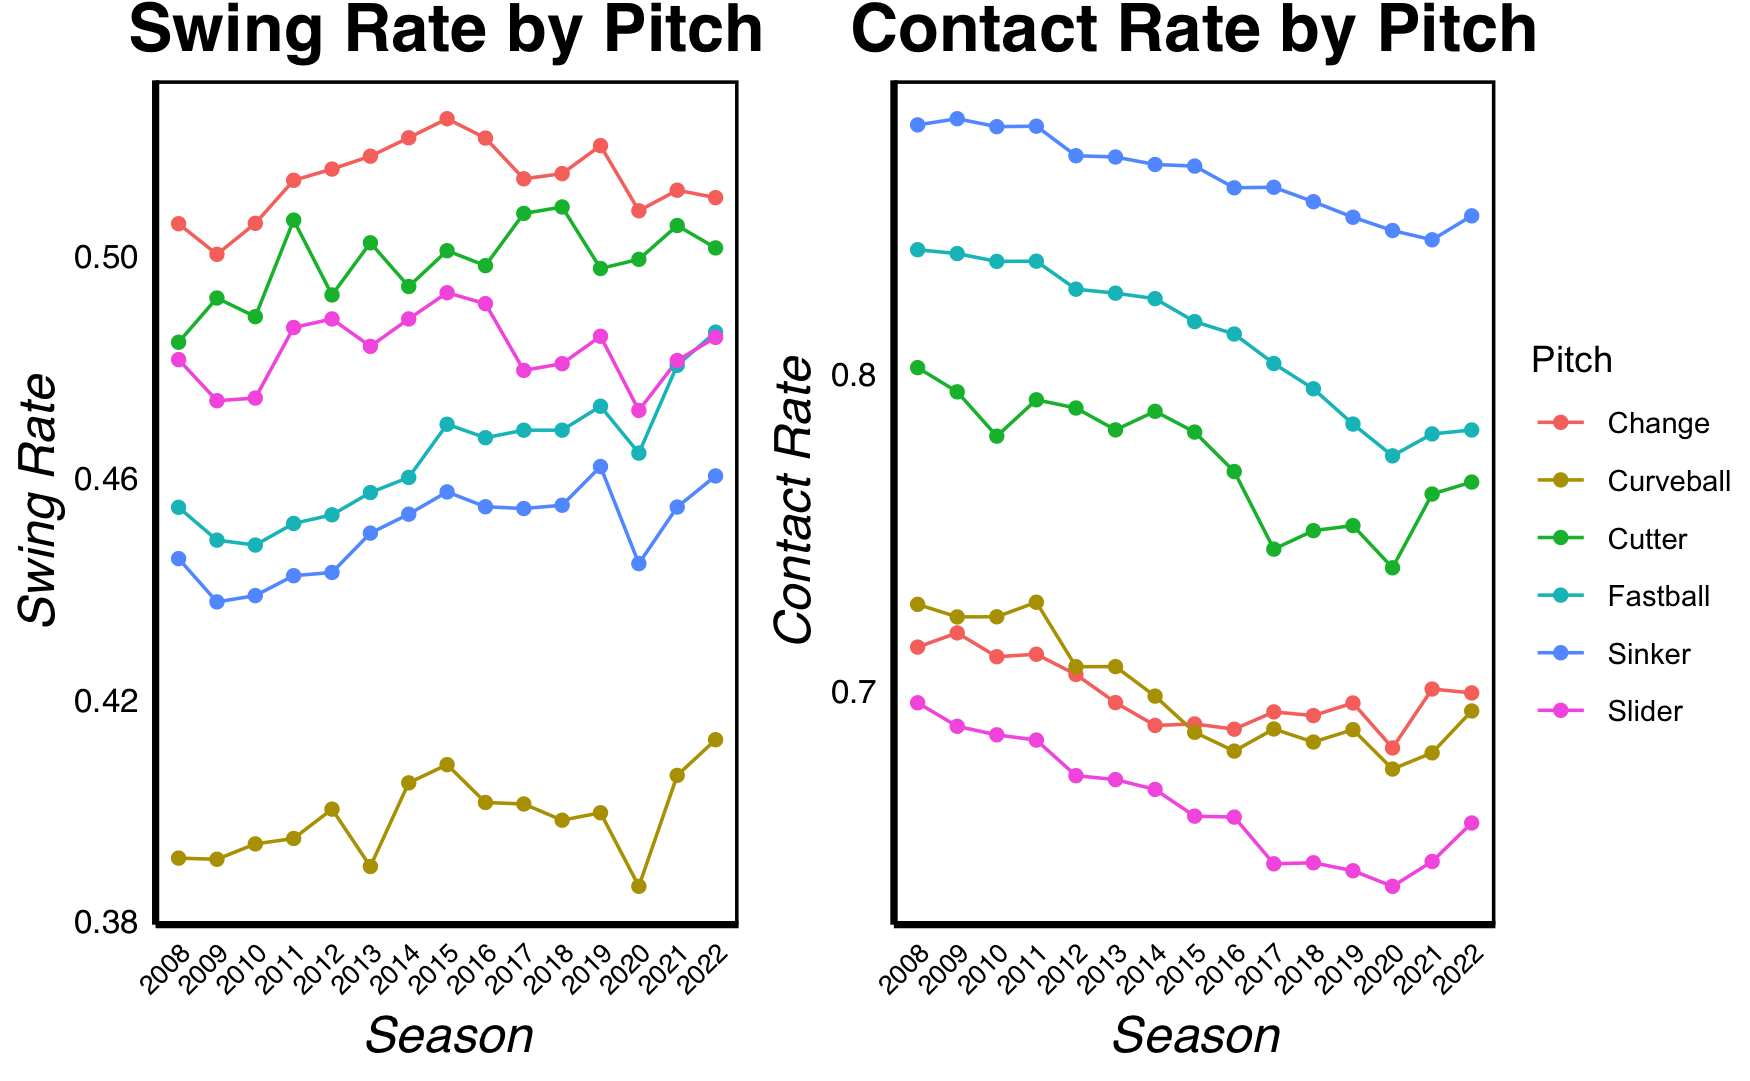 Swing Rate by Pitch
Swing Rate
0.50
0.46
0.42
0.38
2008
2009
2010
2011
2012
2013
2014
2015
2016
2017
2018
2019
2020
2021
2022
Season
Contact Rate by Pitch
Contact Rate
0.8
0.7
2008
2009
2010
2011
2012
2013
2014
2015
2016
2017
2018
2019
2020
2021
2022
Season
Pitch
Change
Curveball
Cutter
Fastball
Sinker
Slider